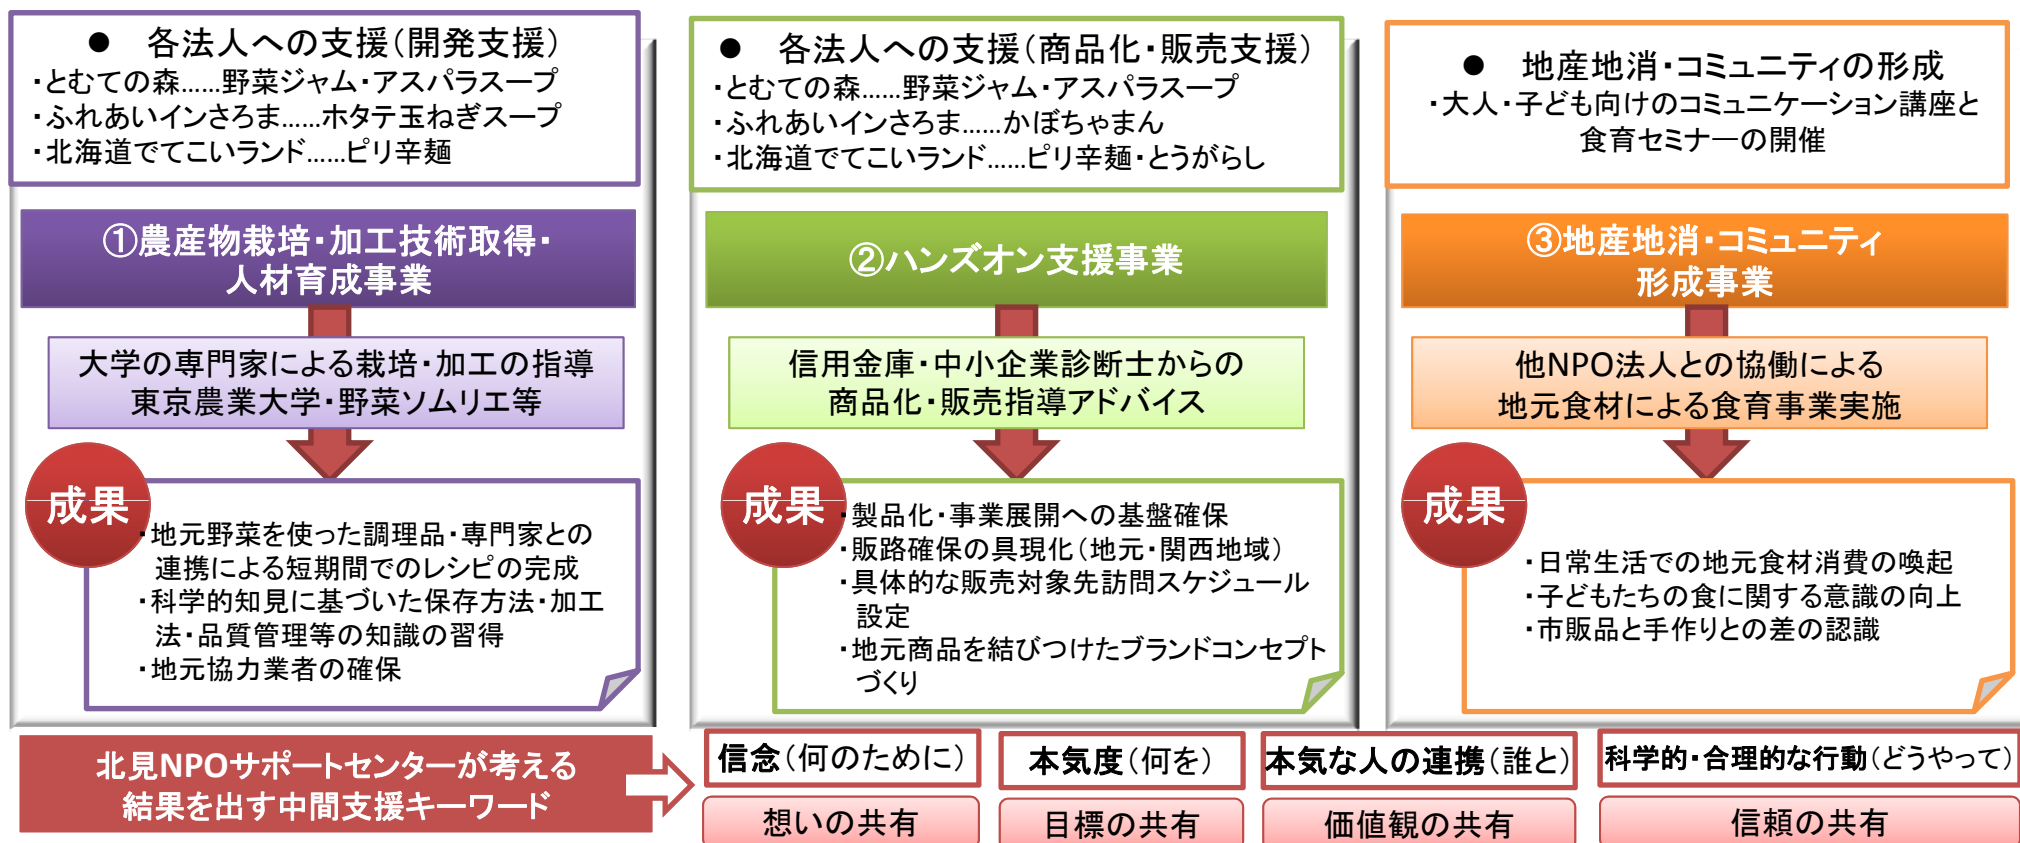 ● 各法人への支援(開発支援)
・とむての森……野菜ジャム・アスパラスープ
・ふれあいインさろま……ホタテ玉ねぎスープ
・北海道でてこいランド……ピリ辛麺
①農産物栽培・加工技術取得・
人材育成事業
大学の専門家による栽培・加工の指導
東京農業大学・野菜ソムリエ等
成果
・地元野菜を使った調理品・専門家との
連携による短期間でのレシピの完成
・科学的知見に基づいた保存方法・加工
法・品質管理等の知識の習得
・地元協力業者の確保
● 各法人への支援(商品化・販売支援)
・とむての森……野菜ジャム・アスパラスープ
・ふれあいインさろま……かぼちゃまん
・北海道でてこいランド……ピリ辛麺・とうがらし
②ハンズオン支援事業
信用金庫・中小企業診断士からの
商品化・販売指導アドバイス
成果
・製品化・事業展開への基盤確保
・販路確保の具現化(地元・関西地域)
・具体的な販売対象先訪問スケジュール
設定
・地元商品を結びつけたブランドコンセプト
づくり
● 地産地消・コミュニティの形成
・大人・子ども向けのコミュニケーション講座と
食育セミナーの開催
③地産地消・コミュニティ
形成事業
他NPO法人との協働による
地元食材による食育事業実施
成果
・日常生活での地元食材消費の喚起
・子どもたちの食に関する意識の向上
・市販品と手作りとの差の認識
北見NPOサポートセンターが考える
結果を出す中間支援キーワード
信念(何のために)
想いの共有
本気度(何を)
目標の共有
本気な人の連携(誰と)
価値観の共有
科学的・合理的な行動(どうやって)
信頼の共有